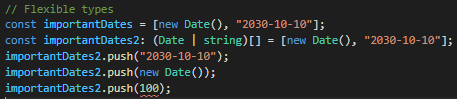 // Flexible types
const importantDates = [new Date(), "2030-10-10"];
const importantDates2: (Date | string)[] = [new Date(), "2030-10-10"];
importantDates2.push("2030-10-10");
importantDates2.push(new Date());
importantDates2.push(100);